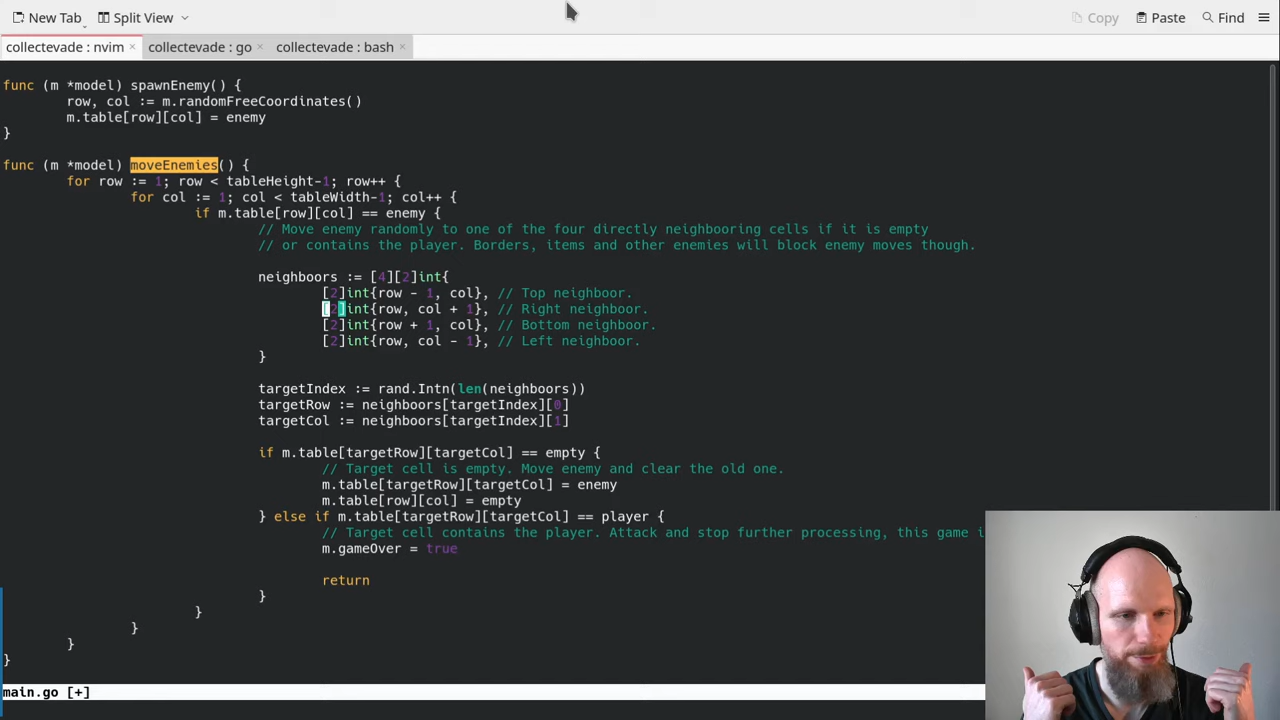 New Tab Split View Copy Paste Find
collectevade : nvim × collectevade : go × collectevade : bash ×
func (m *model) spawnEnemy() {
row, col := m.randomFreeCoordinates()
m.table[row][col] = enemy
}
func (m *model) moveEnemies() {
for row := 1; row < tableHeight-1; row++ {
for col := 1; col < tableWidth-1; col++ {
if m.table[row][col] == enemy {
// Move enemy randomly to one of the four directly neighbouring cells if it is empty
// or contains the player. Borders, items and other enemies will block enemy moves though.
neighboors := [4][2]int{
[2]int{row - 1, col}, // Top neighboor.
[2]int{row, col + 1}, // Right neighboor.
[2]int{row + 1, col}, // Bottom neighboor.
[2]int{row, col - 1}, // Left neighboor.
}
targetIndex := rand.Intn(len(neighboors))
targetRow := neighboors[targetIndex][0]
targetCol := neighboors[targetIndex][1]
if m.table[targetRow][targetCol] == empty {
// Target cell is empty. Move enemy and clear the old one.
m.table[targetRow][targetCol] = enemy
m.table[row][col] = empty
} else if m.table[targetRow][targetCol] == player {
// Target cell contains the player. Attack and stop further processing, this game
m.gameOver = true
return
}
}
}
}
}
main.go [+]